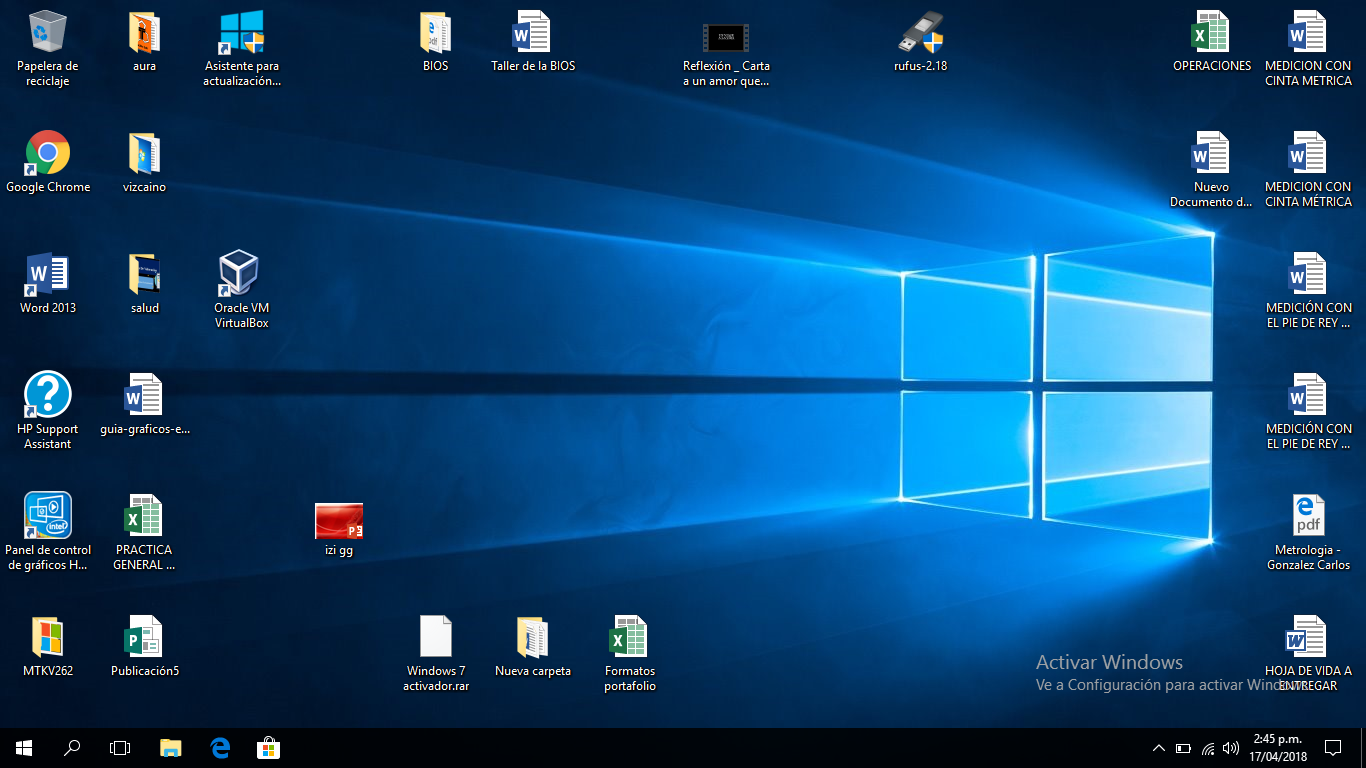 Papelera de
reciclaje
aura
Asistente para
actualización...
BIOS
Taller de la BIOS
Reflexión _ Carta
a un amor que...
rufus-2.18
OPERACIONES
MEDICION CON
CINTA METRICA
Google Chrome
vizcaino
Nuevo
Documento d...
MEDICION CON
CINTA MÉTRICA
Word 2013
salud
Oracle VM
VirtualBox
MEDICIÓN CON
EL PIE DE REY ...
HP Support
Assistant
guia-graficos-e...
MEDICIÓN CON
EL PIE DE REY ...
Panel de control
de gráficos H...
PRACTICA
GENERAL ...
izi gg
pdf
Metrologia -
Gonzalez Carlos
MTKV262
Publicación5
Windows 7
activador.rar
Nueva carpeta
Formatos
portafolio
HOJA DE VIDA A
ENTREGAR
Activar Windows
Ve a Configuración para activar Windows.
2:45 p.m.
17/04/2018